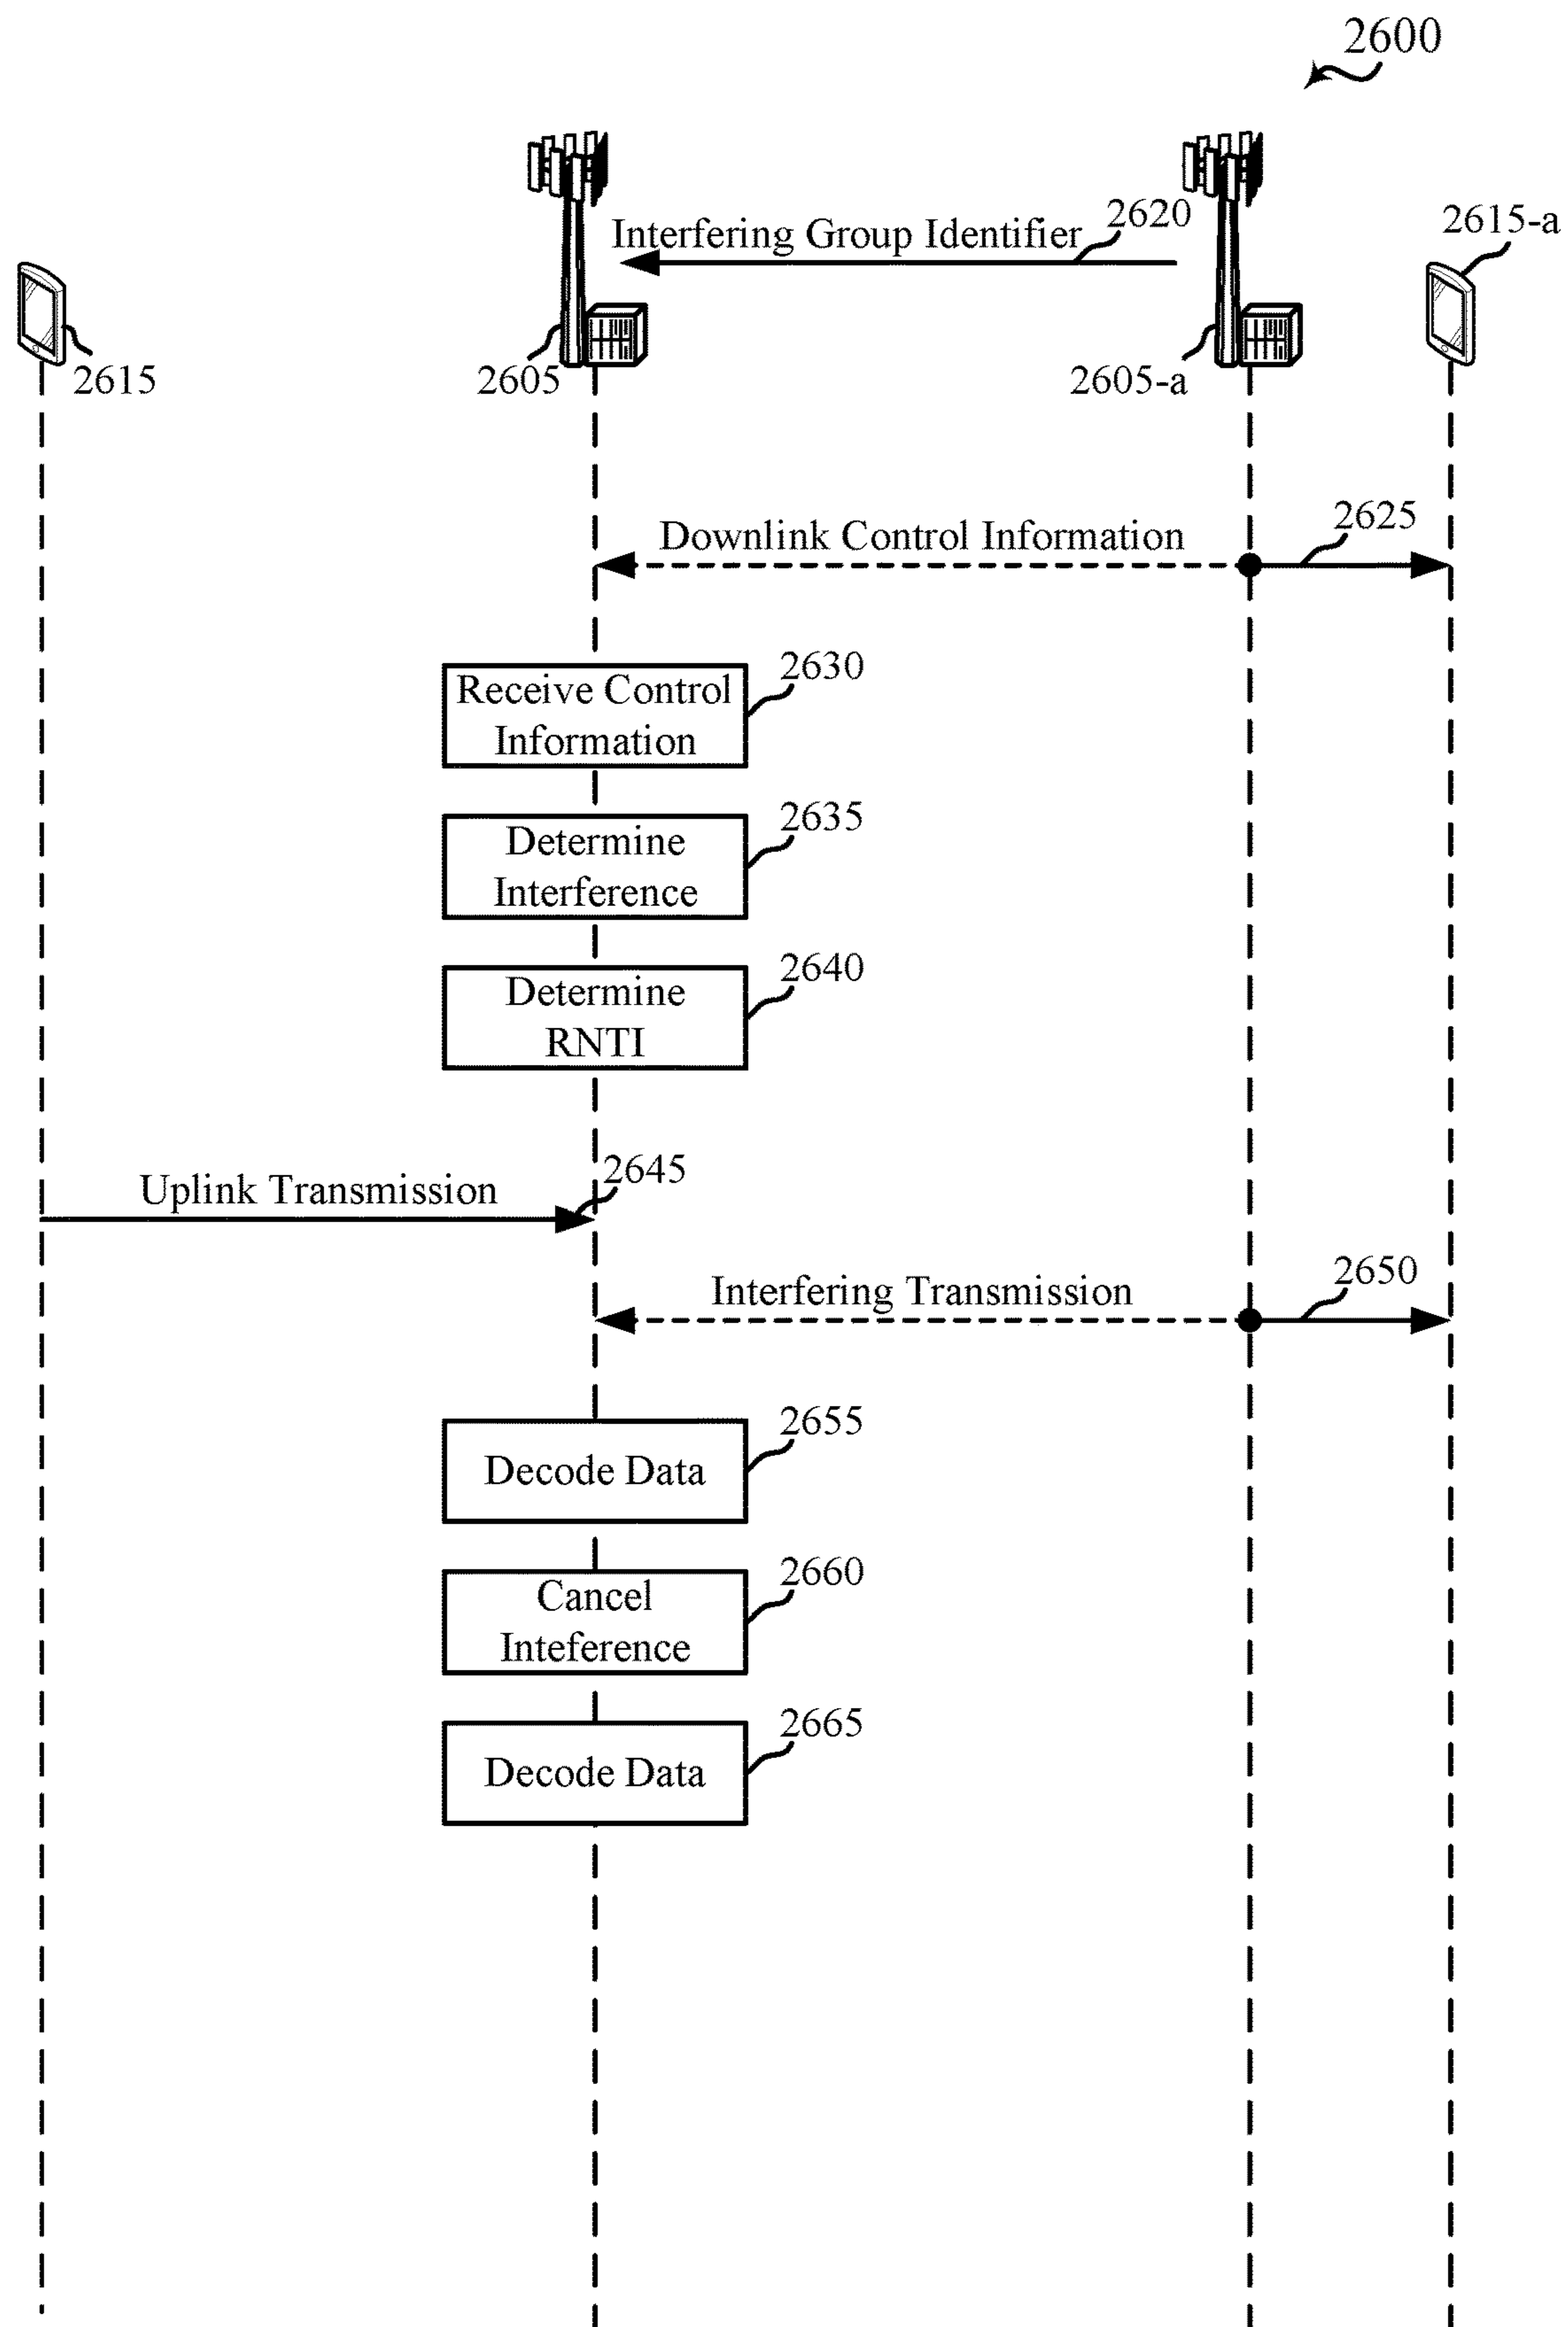 2600
Interfering Group Identifier
2620
2615-a
2615
2605
2605-a
Downlink Control Information
2625
Receive Control
Information
2630
Determine
Interference
2635
Determine
RNTI
2640
Uplink Transmission
2645
Interfering Transmission
2650
Decode Data
2655
Cancel
Inteference
2660
Decode Data
2665